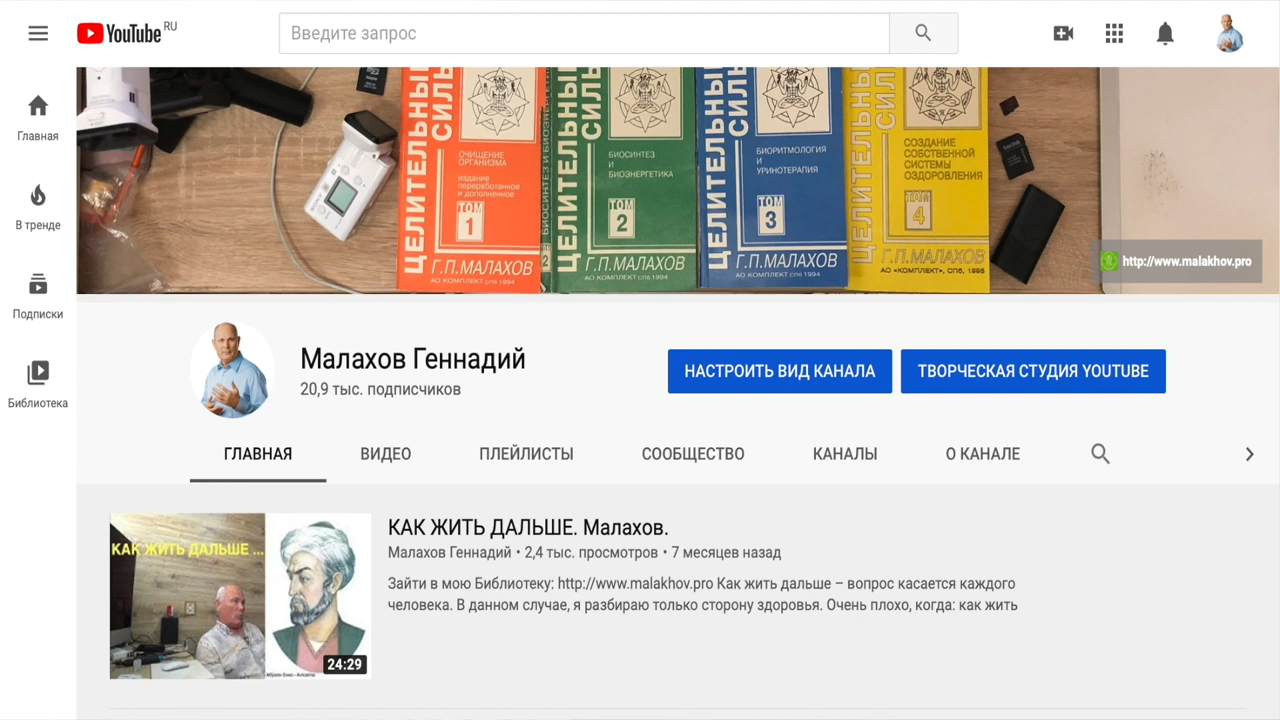 YouTube RU
Введите запрос
Главная
В тренде
Подписки
Библиотека
ЦЕЛИТЕЛЬНЫЕ СИЛЫ
ОЧИЩЕНИЕ
ОРГАНИЗМА
издание
переработанное
и дополненное
ТОМ
1
Г.П.МАЛАХОВ
АО КОМПЛЕКТ спб 1994
БИОСИНТЕЗ И БИОЭНЕРГЕТИКА
2
ЦЕЛИТЕЛЬНЫЕ СИЛЫ
БИОСИНТЕЗ
И
БИОЭНЕРГЕТИКА
ТОМ
2
Г.П.МАЛАХОВ
АО КОМПЛЕКТ спб 1994
ЦЕЛИТЕЛЬНЫЕ СИЛЫ
БИОРИТМОЛОГИЯ
И
УРИНОТЕРАПИЯ
ТОМ
3
Г.П.МАЛАХОВ
АО КОМПЛЕКТ спб 1994
ЦЕЛИТЕЛЬНЫЕ СИЛЫ
СОЗДАНИЕ
СОБСТВЕННОЙ
СИСТЕМЫ
ОЗДОРОВЛЕНИЯ
ТОМ
4
Г.П.МАЛАХОВ
АО «КОМПЛЕКТ», СПб, 1995
SanDisk
http://www.malakhov.pro
Малахов Геннадий
20,9 тыс. подписчиков
НАСТРОИТЬ ВИД КАНАЛА
ТВОРЧЕСКАЯ СТУДИЯ YOUTUBE
ГЛАВНАЯ ВИДЕО ПЛЕЙЛИСТЫ СООБЩЕСТВО КАНАЛЫ О КАНАЛЕ
КАК ЖИТЬ ДАЛЬШЕ ...
24:29
КАК ЖИТЬ ДАЛЬШЕ. Малахов.
Малахов Геннадий • 2,4 тыс. просмотров • 7 месяцев назад
Зайти в мою Библиотеку: http://www.malakhov.pro Как жить дальше – вопрос касается каждого
человека. В данном случае, я разбираю только сторону здоровья. Очень плохо, когда: как жить